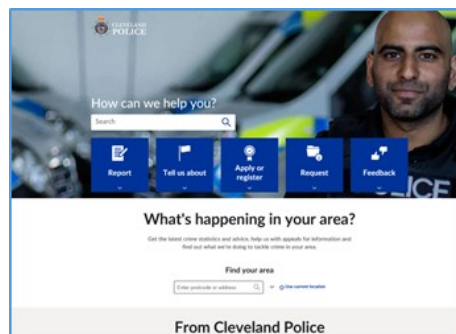 CLEVELAND
POLICE
How can we help you?
Search
Report
Tell us about
Apply or
register
Request
Feedback
ICE
What's happening in your area?
Get the latest crime statistics and advice, help us with appeals for information and
find out what we're doing to tackle crime in your area.
Find your area
Enter postcode or address
or
Use current location
From Cleveland Police